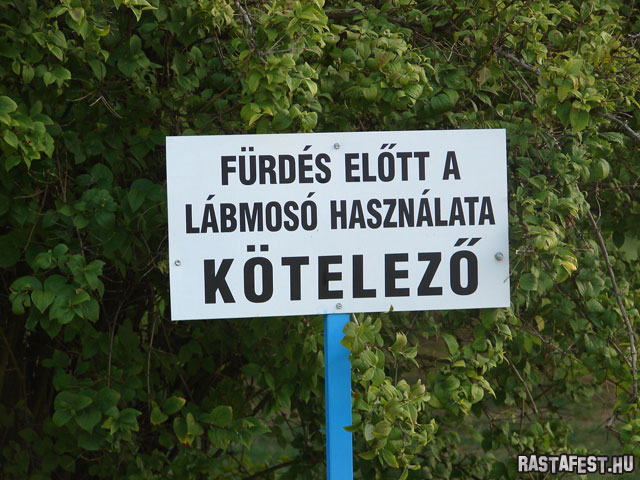 FÜRDÉS ELŐTT A
LÁBMOSÓ HASZNÁLATA
KÖTELEZŐ
RASTAFEST.HU